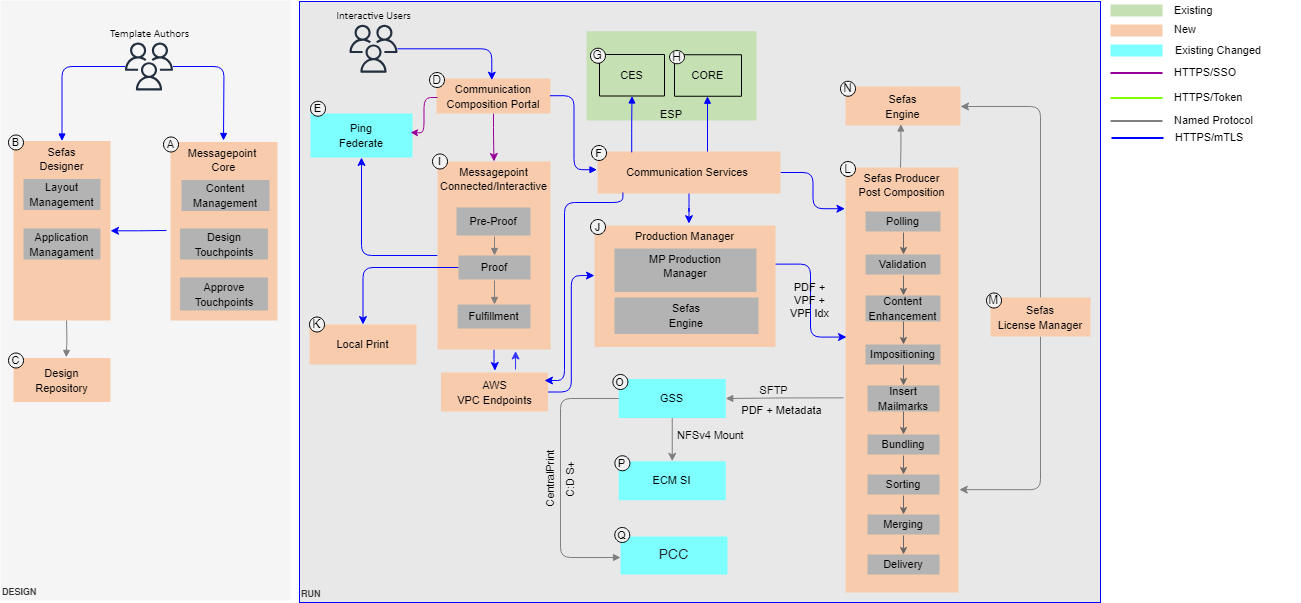 Template Authors
B
Sefas
Designer
Layout
Management
Application
Managament
A
Messagepoint
Core
Content
Management
Design
Touchpoints
Approve
Touchpoints
C
Design
Repository
DESIGN
Interactive Users
D
Communication
Composition Portal
E
Ping
Federate
I
Messagepoint
Connected/Interactive
Pre-Proof
Proof
Fulfillment
K
Local Print
AWS
VPC Endpoints
G
CES
H
CORE
ESP
F
Communication Services
J
Production Manager
MP Production
Manager
Sefas
Engine
PDF +
VPF +
VPF Idx
O
GSS
SFTP
PDF + Metadata
NFSv4 Mount
P
ECM SI
CentralPrint
C:D S+
Q
PCC
N
Sefas
Engine
L
Sefas Producer
Post Composition
Polling
Validation
Content
Enhancement
Impositioning
Insert
Mailmarks
Bundling
Sorting
Merging
Delivery
M
Sefas
License Manager
RUN
Existing
New
Existing Changed
HTTPS/SSO
HTTPS/Token
Named Protocol
HTTPS/mTLS